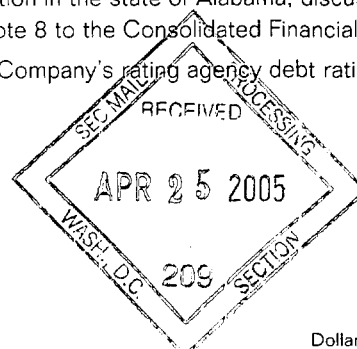 tion in the state of Alabama, discus
ote 8 to the Consolidated Financial
Company's rating agency debt rati
SEC MAIL PROCESSING
RECEIVED
APR 25 2005
WASH., D.C. SECTION
209
Dollar